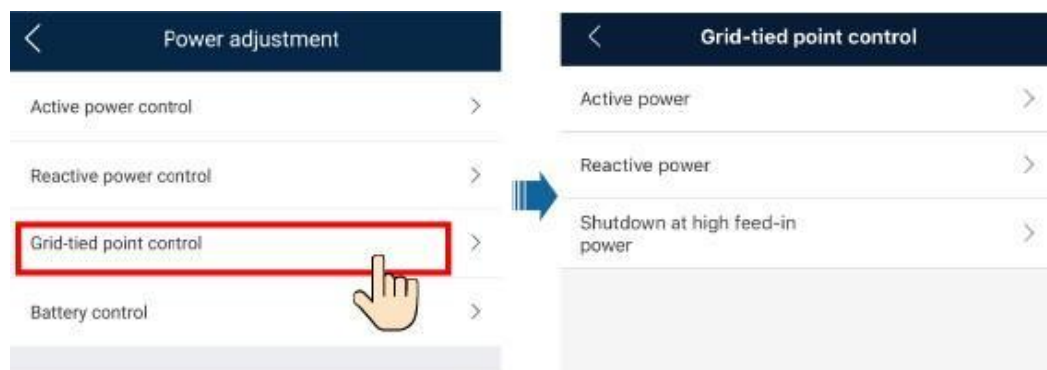 Power adjustment
Active power control
Reactive power control
Grid-tied point control
Battery control
Grid-tied point control
Active power
Reactive power
Shutdown at high feed-in
power